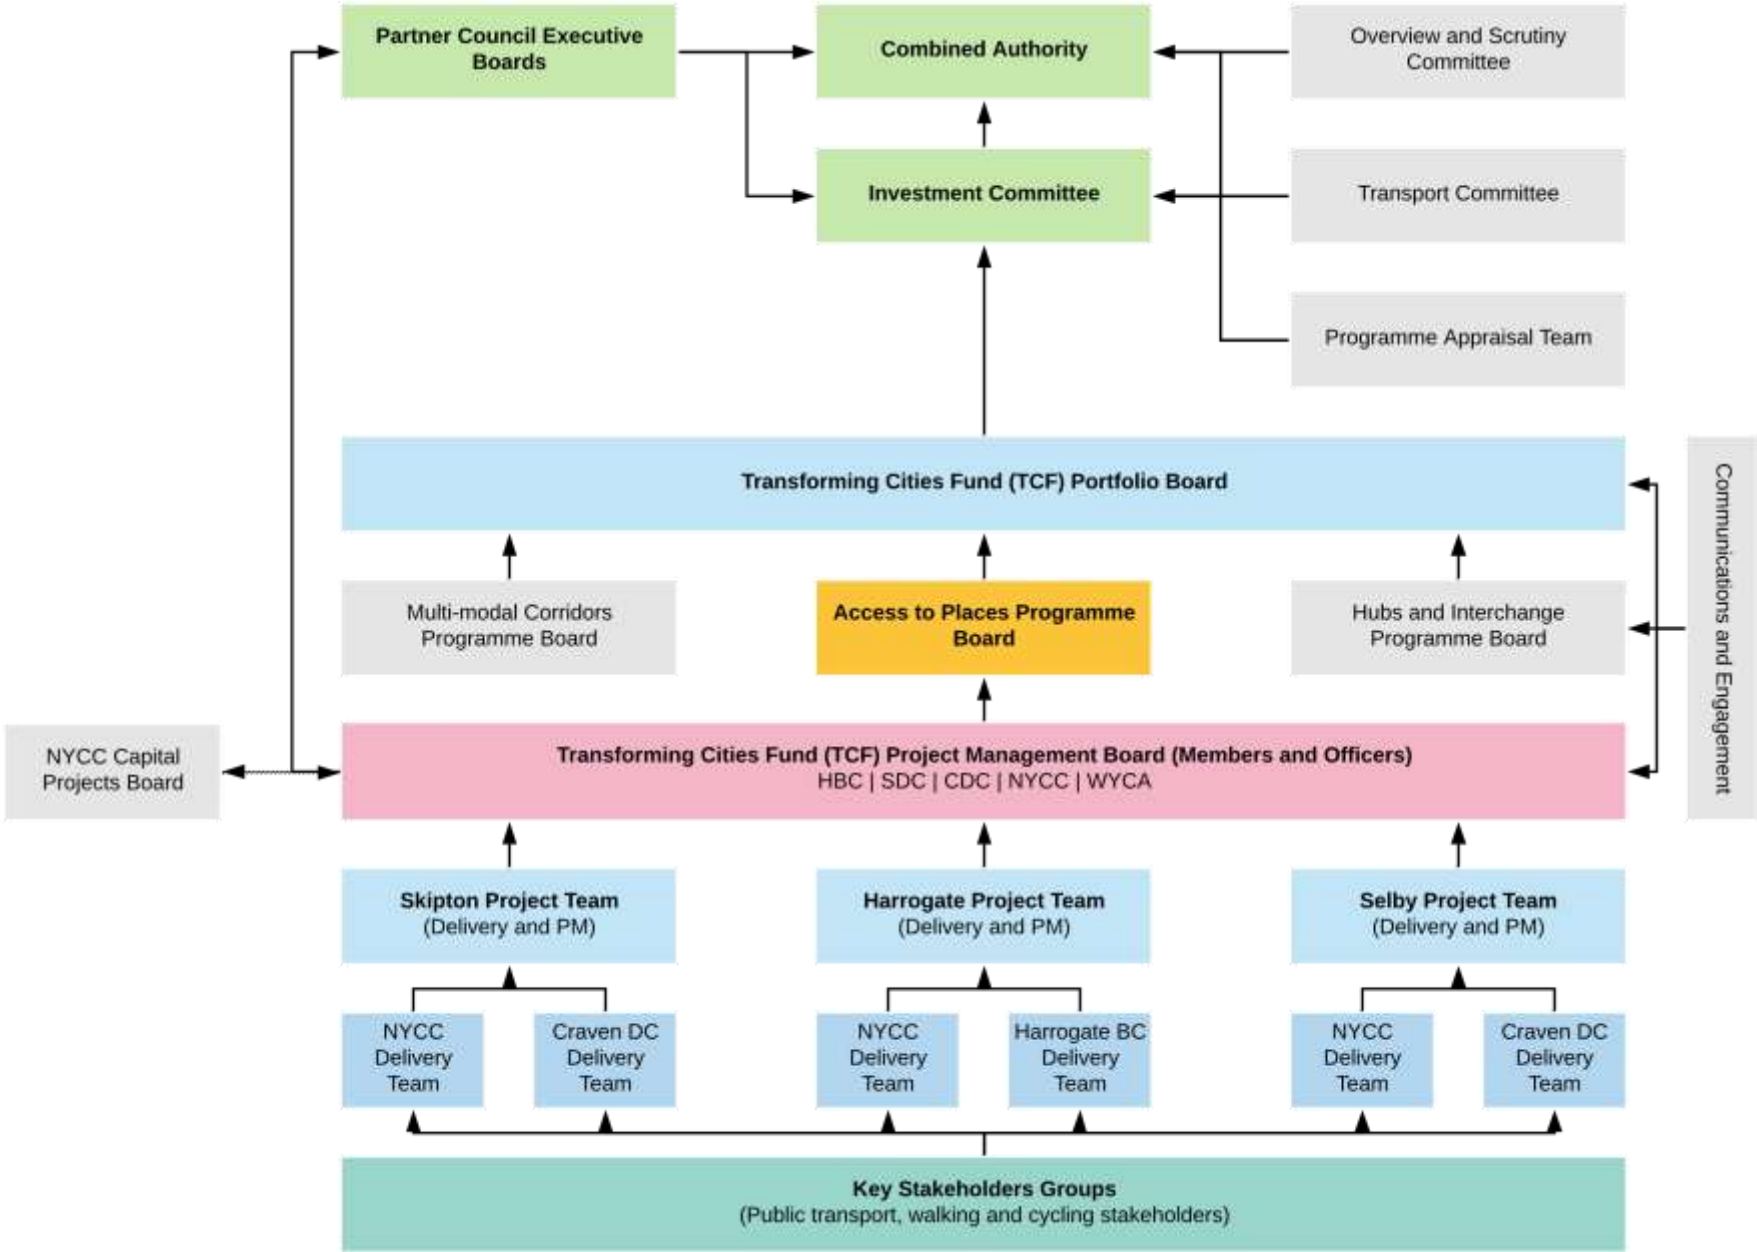 Partner Council Executive
Boards
Combined Authority
Overview and Scrutiny
Committee
Investment Committee
Transport Committee
Programme Appraisal Team
Transforming Cities Fund (TCF) Portfolio Board
Communications and Engagement
Multi-modal Corridors
Programme Board
Access to Places Programme
Board
Hubs and Interchange
Programme Board
NYCC Capital
Projects Board
Transforming Cities Fund (TCF) Project Management Board (Members and Officers)
HBC | SDC | CDC | NYCC | WYCA
Skipton Project Team
(Delivery and PM)
Harrogate Project Team
(Delivery and PM)
Selby Project Team
(Delivery and PM)
NYCC
Delivery
Team
Craven DC
Delivery
Team
NYCC
Delivery
Team
Harrogate BC
Delivery
Team
NYCC
Delivery
Team
Craven DC
Delivery
Team
Key Stakeholders Groups
(Public transport, walking and cycling stakeholders)